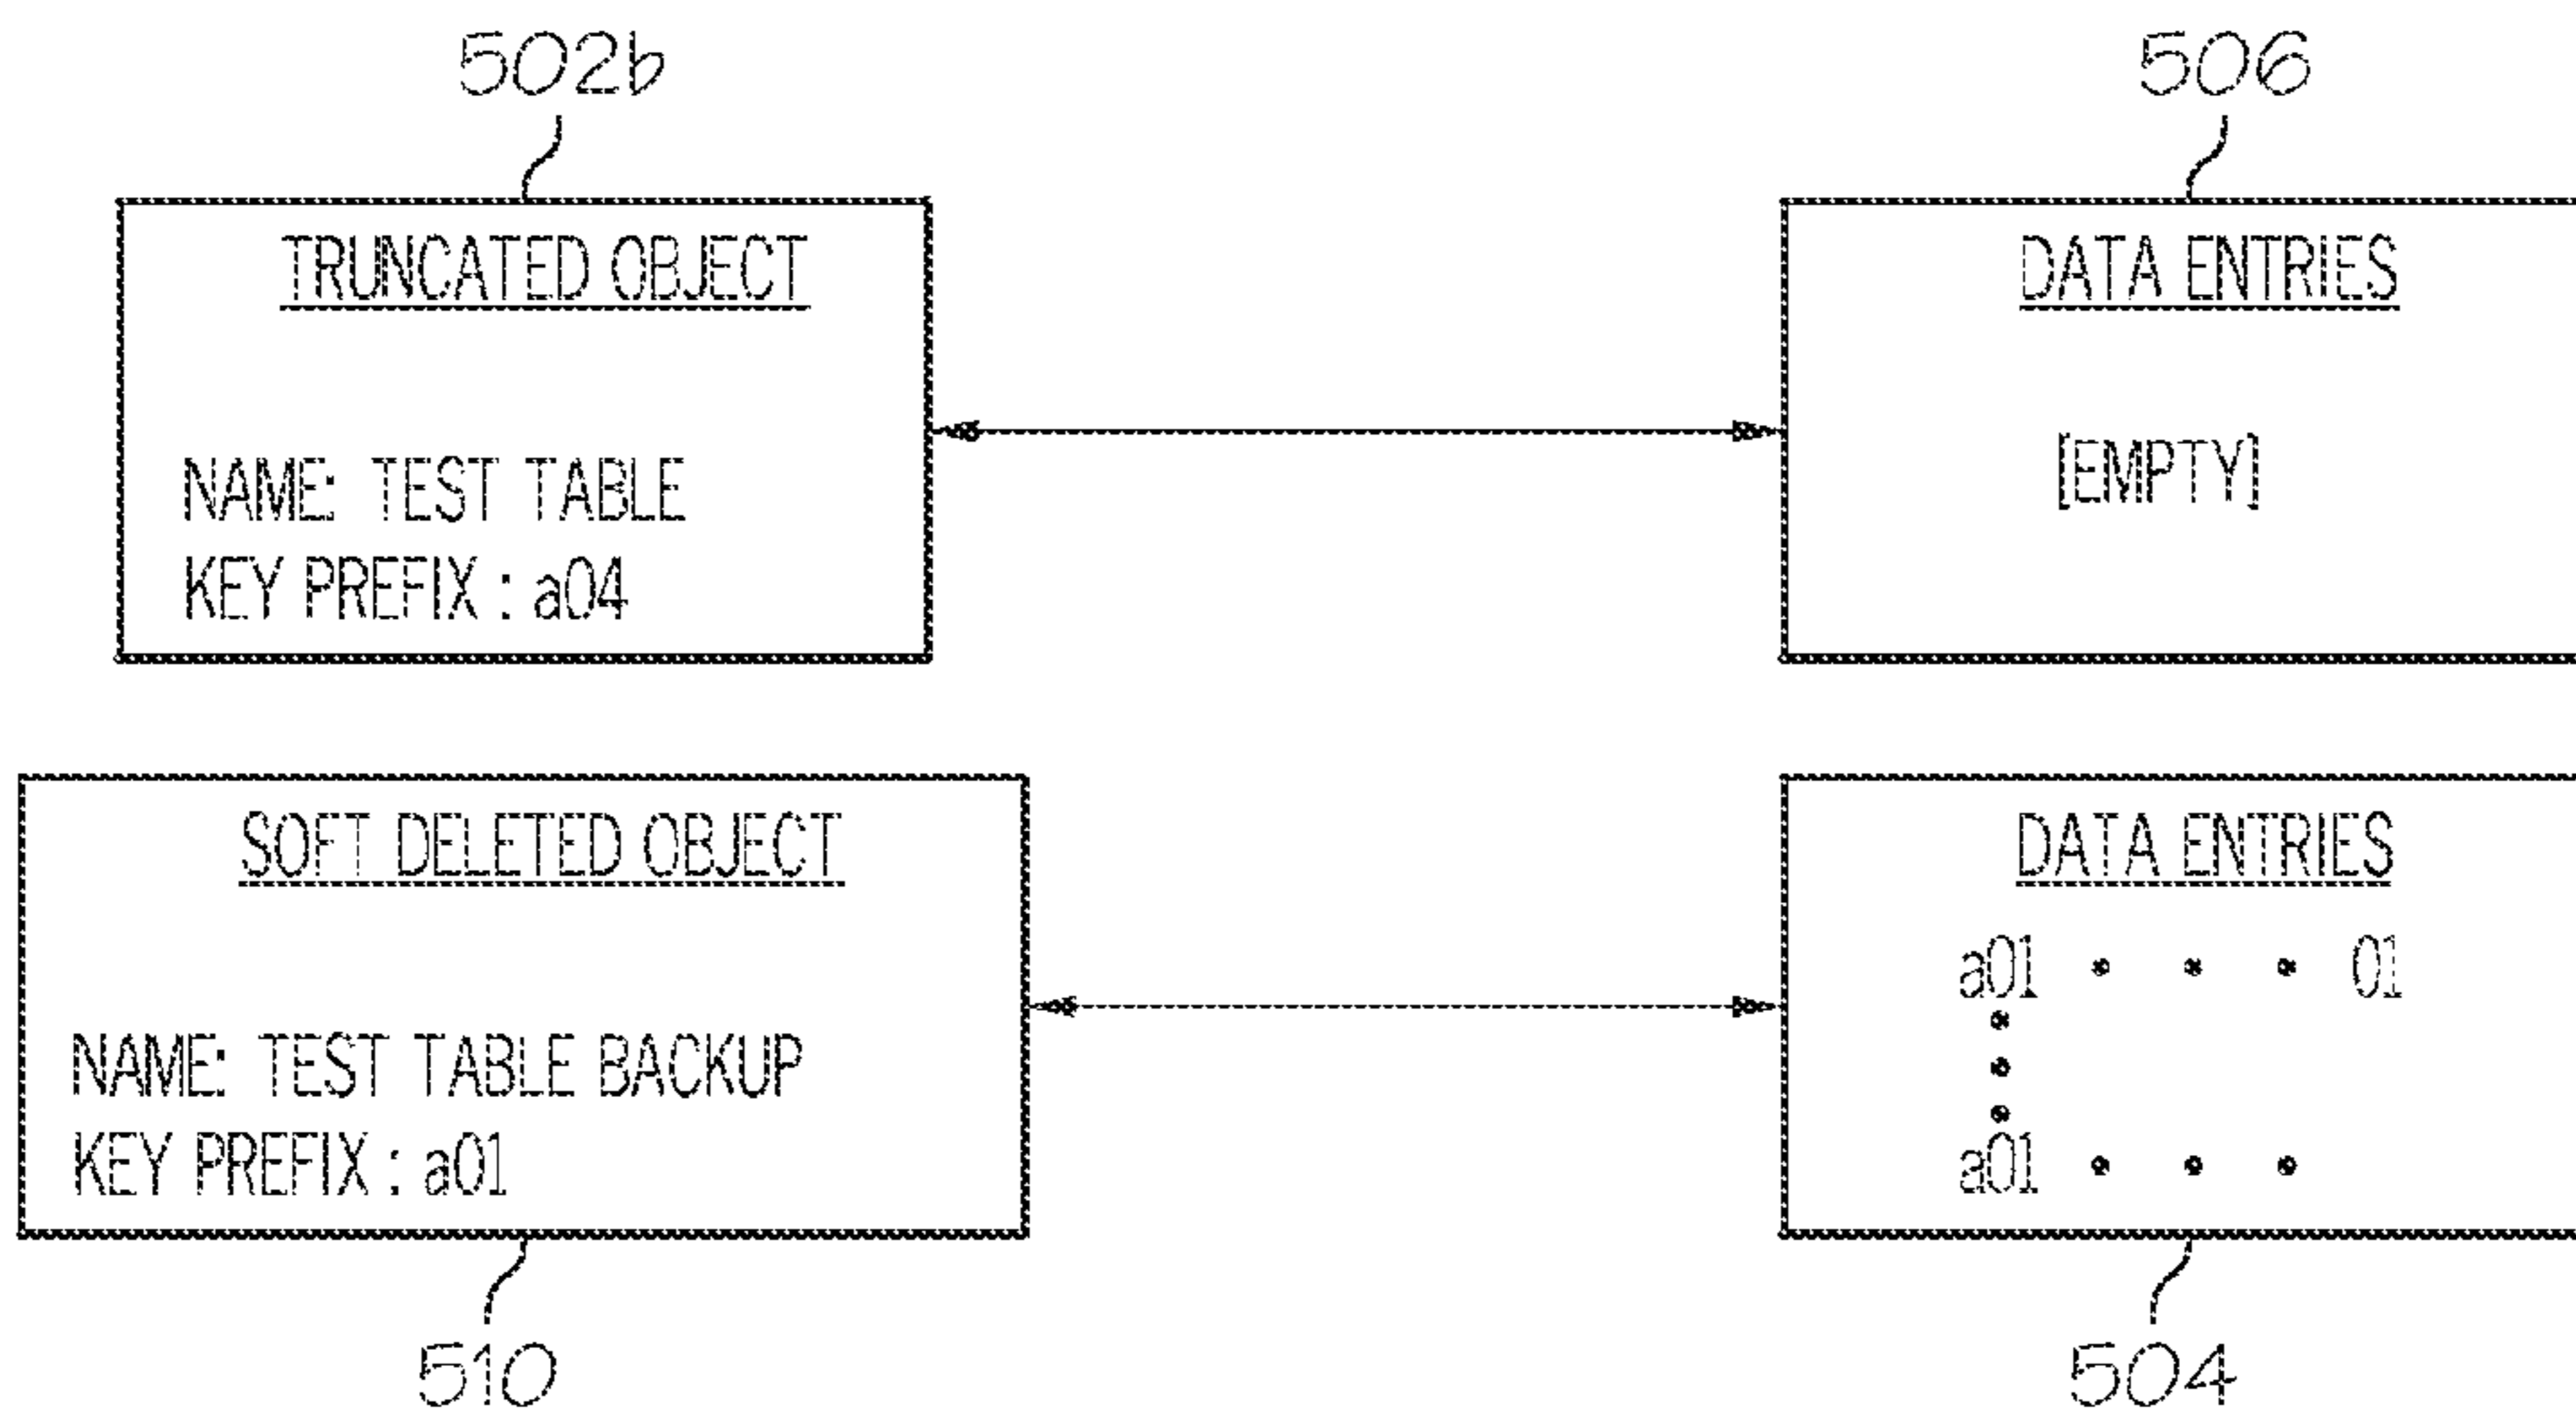 502b
506
TRUNCATED OBJECT
NAME: TEST TABLE
KEY PREFIX : a04
DATA ENTRIES
[EMPTY]
SOFT DELETED OBJECT
NAME: TEST TABLE BACKUP
KEY PREFIX : a01
DATA ENTRIES
a01 • • • 01
•
•
•
a01 • • •
510
504